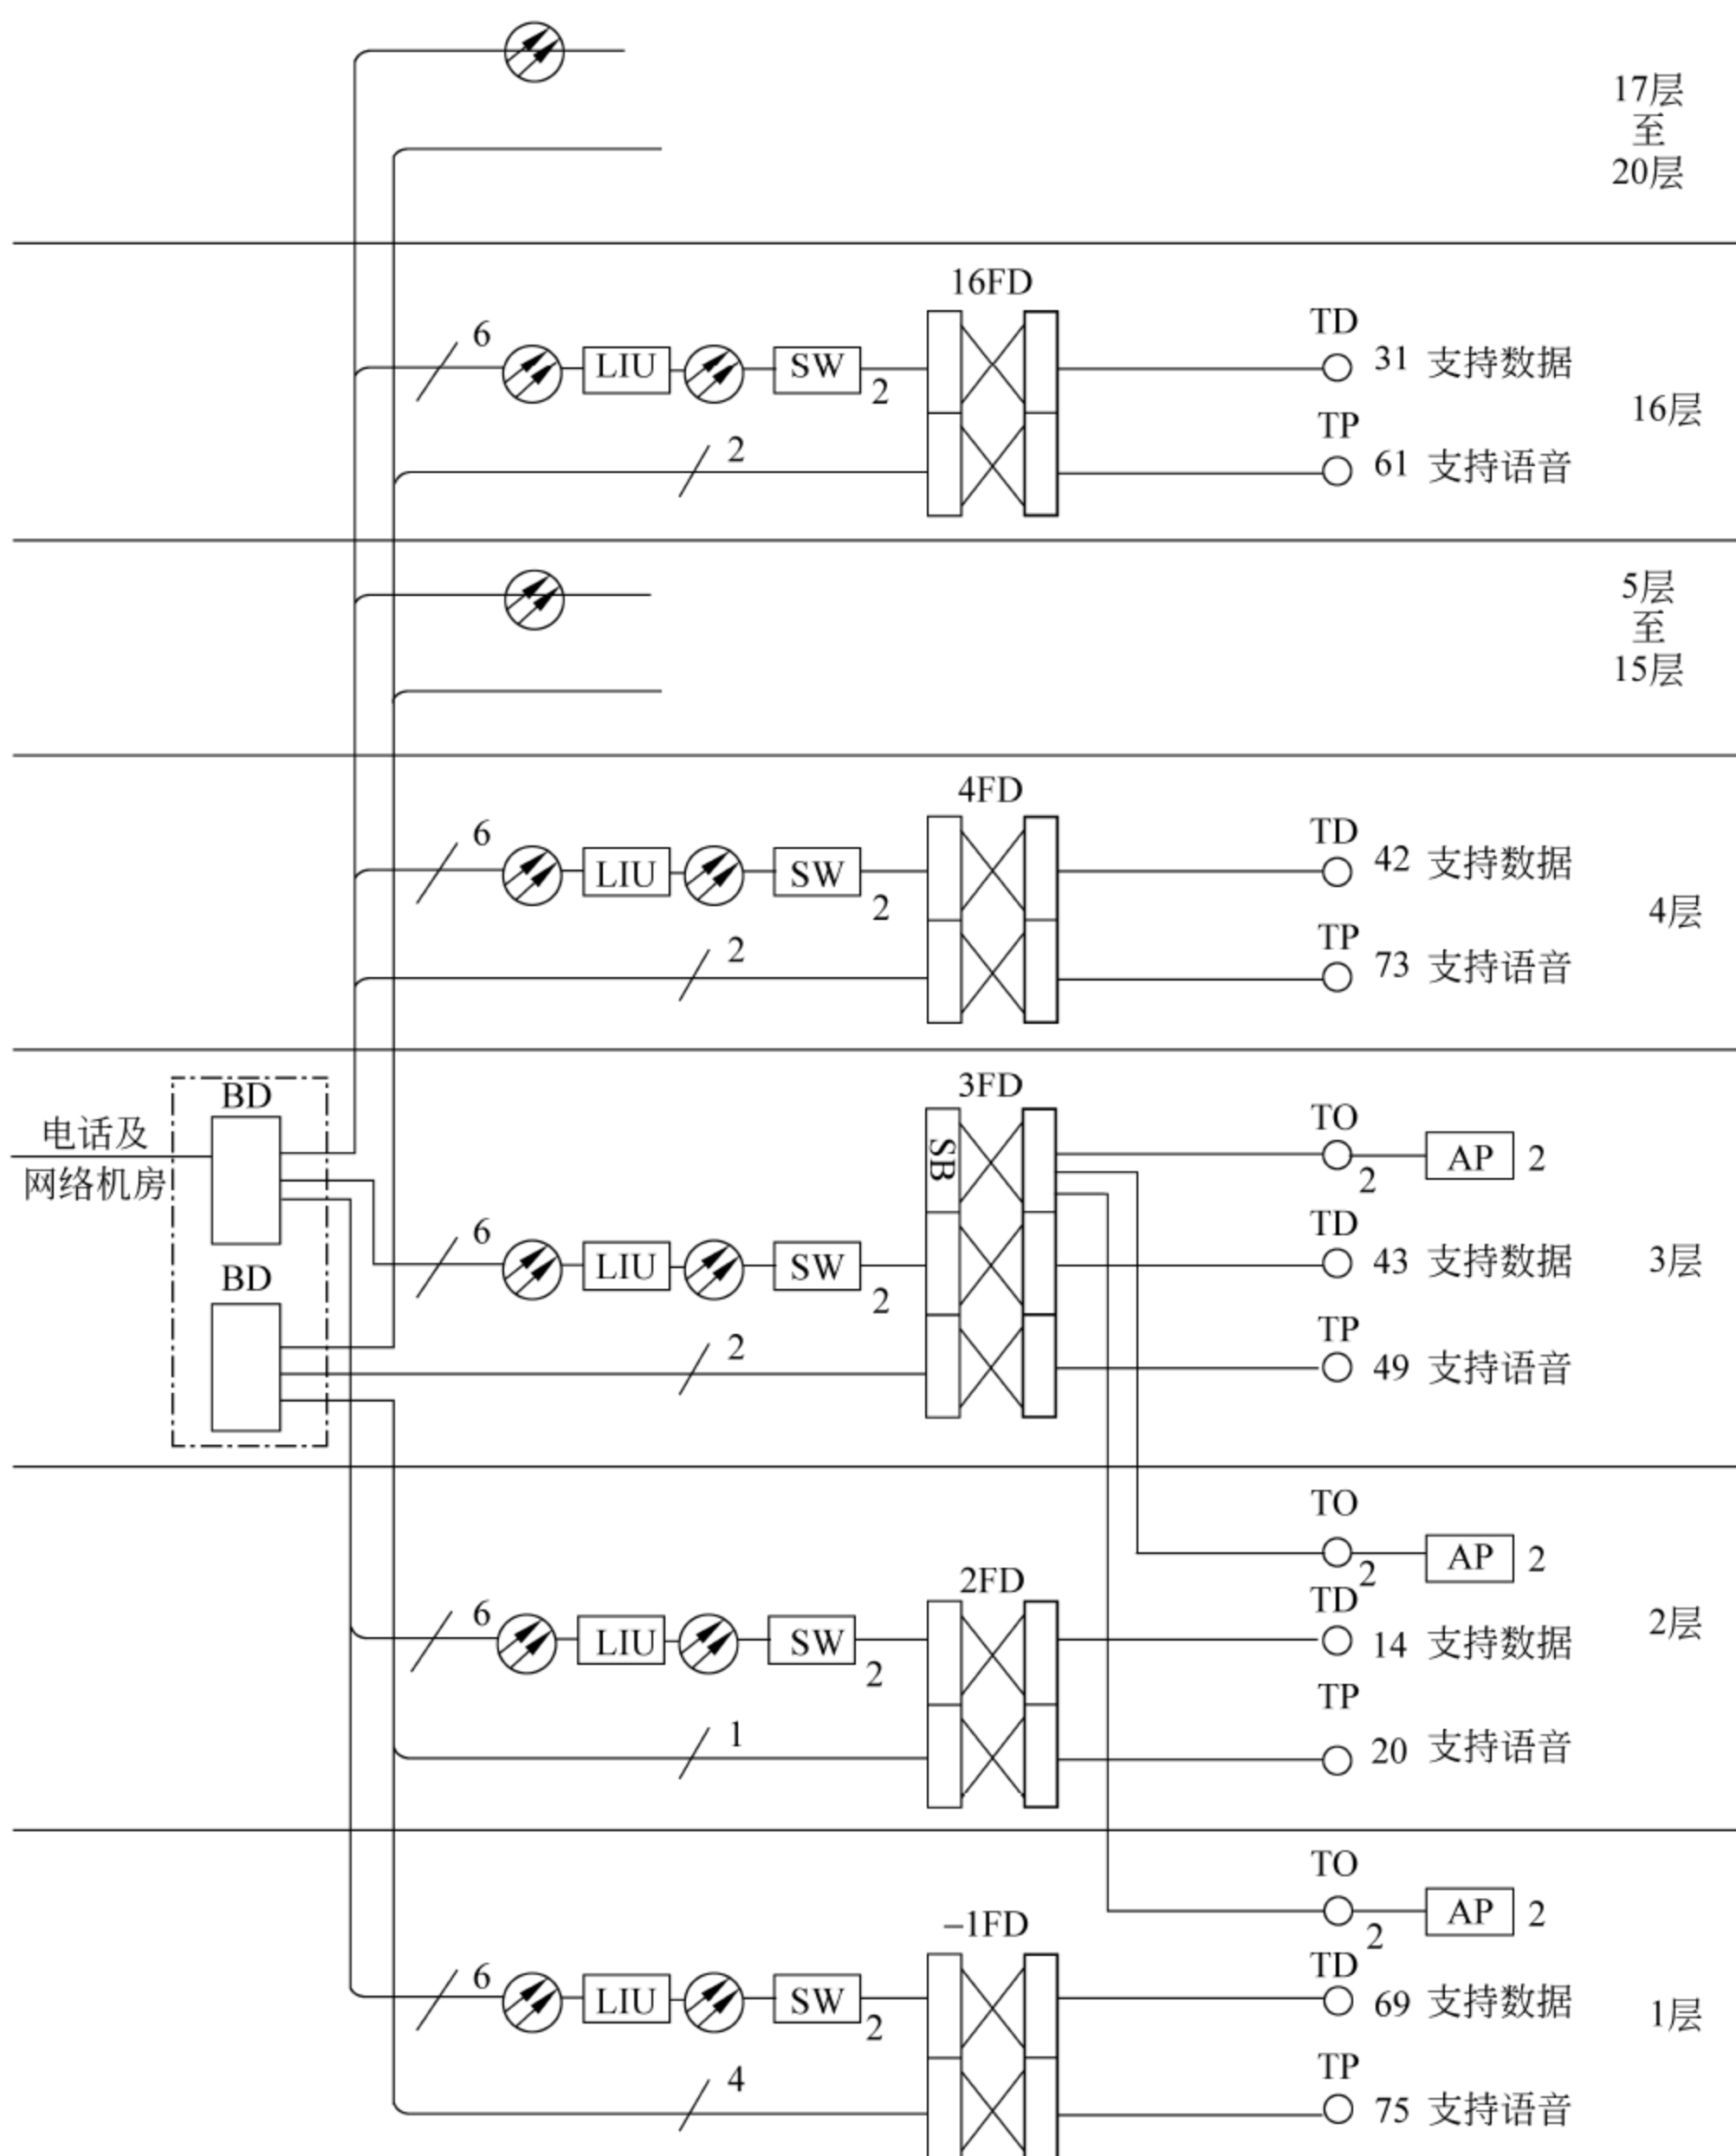 17层
至
20层
16FD
6
LIU
SW
2
TD
31 支持数据
16层
2
TP
61 支持语音
5层
至
15层
4FD
6
LIU
SW
2
TD
42 支持数据
4层
2
TP
73 支持语音
BD
电话及
网络机房
3FD
SB
TO
2
AP
2
BD
6
LIU
SW
2
TD
43 支持数据
3层
2
TP
49 支持语音
TO
2
AP
2
2FD
6
LIU
SW
2
TD
14 支持数据
2层
1
TP
20 支持语音
TO
2
AP
2
–1FD
6
LIU
SW
2
TD
69 支持数据
1层
4
TP
75 支持语音